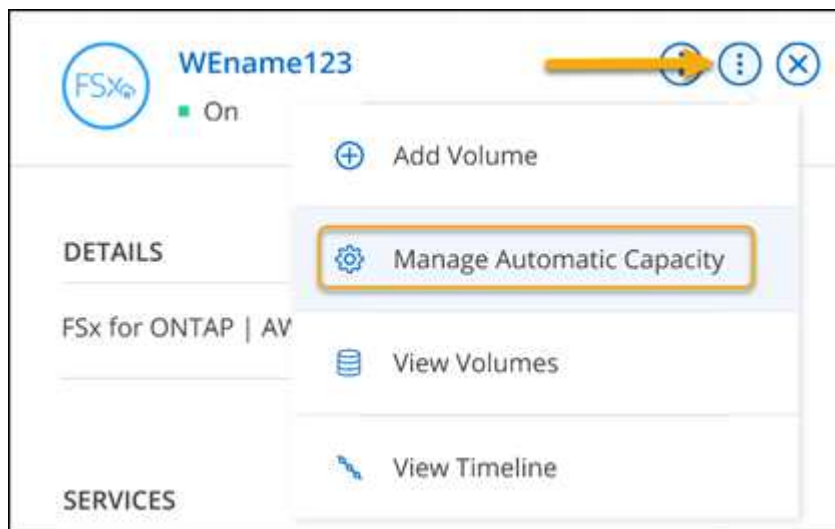 FSx
WEname123
On
Add Volume
DETAILS
Manage Automatic Capacity
FSx for ONTAP | AV
View Volumes
View Timeline
SERVICES